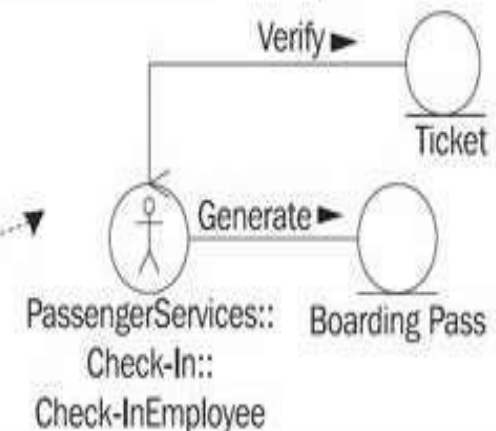 Verify ►
Ticket
Generate ►
PassengerServices::
Check-In::
Check-InEmployee
Boarding Pass